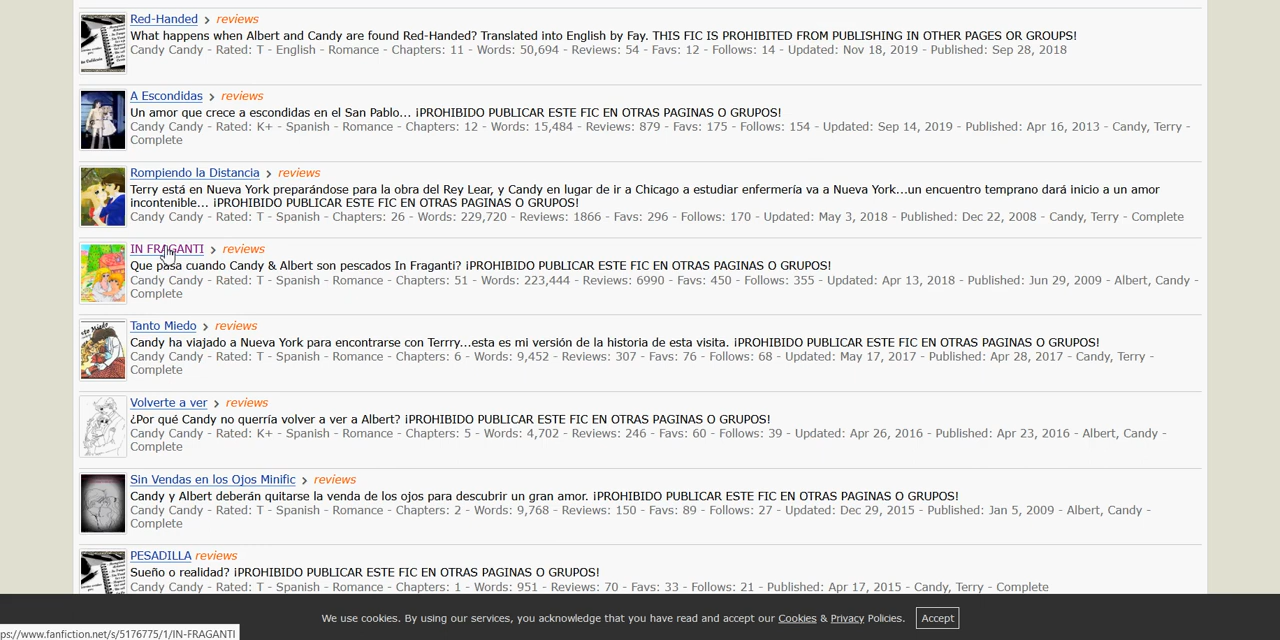 Red-Handed > reviews
What happens when Albert and Candy are found Red-Handed? Translated into English by Fay. THIS FIC IS PROHIBITED FROM PUBLISHING IN OTHER PAGES OR GROUPS!
Candy Candy - Rated: T - English - Romance - Chapters: 11 - Words: 50,694 - Reviews: 54 - Favs: 12 - Follows: 14 - Updated: Nov 18, 2019 - Published: Sep 28, 2018
A Escondidas > reviews
Un amor que crece a escondidas en el San Pablo... ¡PROHIBIDO PUBLICAR ESTE FIC EN OTRAS PAGINAS O GRUPOS!
Candy Candy - Rated: K+ - Spanish - Romance - Chapters: 12 - Words: 15,484 - Reviews: 879 - Favs: 175 - Follows: 154 - Updated: Sep 14, 2019 - Published: Apr 16, 2013 - Candy, Terry -
Complete
Rompiendo la Distancia > reviews
Terry está en Nueva York preparándose para la obra del Rey Lear, y Candy en lugar de ir a Chicago a estudiar enfermería va a Nueva York...un encuentro temprano dará inicio a un amor
incontenible... ¡PROHIBIDO PUBLICAR ESTE FIC EN OTRAS PAGINAS O GRUPOS!
Candy Candy - Rated: T - Spanish - Chapters: 26 - Words: 229,720 - Reviews: 1866 - Favs: 296 - Follows: 170 - Updated: May 3, 2018 - Published: Dec 22, 2008 - Candy, Terry - Complete
IN FRAGANTI > reviews
Que pasa cuando Candy & Albert son pescados In Fraganti? ¡PROHIBIDO PUBLICAR ESTE FIC EN OTRAS PAGINAS O GRUPOS!
Candy Candy - Rated: T - Spanish - Romance - Chapters: 51 - Words: 223,444 - Reviews: 6990 - Favs: 450 - Follows: 355 - Updated: Apr 13, 2018 - Published: Jun 29, 2009 - Albert, Candy -
Complete
Tanto Miedo > reviews
Candy ha viajado a Nueva York para encontrarse con Terrry...esta es mi versión de la historia de esta visita. ¡PROHIBIDO PUBLICAR ESTE FIC EN OTRAS PAGINAS O GRUPOS!
Candy Candy - Rated: T - Spanish - Romance - Chapters: 6 - Words: 9,452 - Reviews: 307 - Favs: 76 - Follows: 68 - Updated: May 17, 2017 - Published: Apr 28, 2017 - Candy, Terry -
Complete
Volverte a ver > reviews
¿Por qué Candy no querría volver a ver a Albert? ¡PROHIBIDO PUBLICAR ESTE FIC EN OTRAS PAGINAS O GRUPOS!
Candy Candy - Rated: K+ - Spanish - Romance - Chapters: 5 - Words: 4,702 - Reviews: 246 - Favs: 60 - Follows: 39 - Updated: Apr 26, 2016 - Published: Apr 23, 2016 - Albert, Candy -
Complete
Sin Vendas en los Ojos Minific > reviews
Candy y Albert deberán quitarse la venda de los ojos para descubrir un gran amor. ¡PROHIBIDO PUBLICAR ESTE FIC EN OTRAS PAGINAS O GRUPOS!
Candy Candy - Rated: T - Spanish - Romance - Chapters: 2 - Words: 9,768 - Reviews: 150 - Favs: 89 - Follows: 27 - Updated: Dec 29, 2015 - Published: Jan 5, 2009 - Albert, Candy -
Complete
PESADILLA reviews
Sueño o realidad? ¡PROHIBIDO PUBLICAR ESTE FIC EN OTRAS PAGINAS O GRUPOS!
Candy Candy - Rated: T - Spanish - Romance - Chapters: 1 - Words: 951 - Reviews: 70 - Favs: 33 - Follows: 21 - Published: Apr 17, 2015 - Candy, Terry - Complete
We use cookies. By using our services, you acknowledge that you have read and accept our Cookies & Privacy Policies. Accept
ps://www.fanfiction.net/s/5176775/1/IN-FRAGANTI